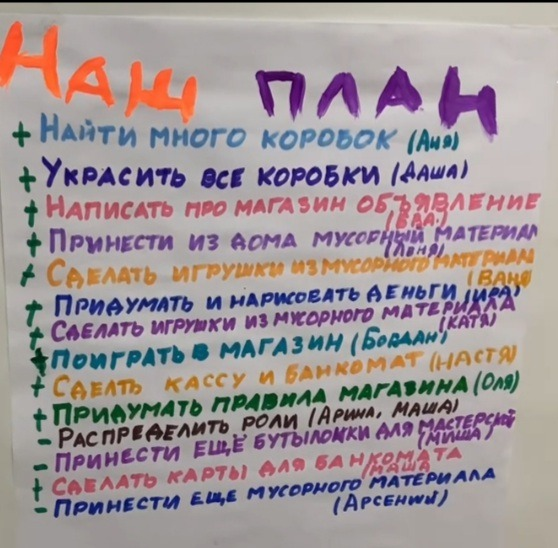 НАШ ПЛАН
+ НАЙТИ МНОГО КОРОБОК (АНЯ)
+ УКРАСИТЬ ВСЕ КОРОБКИ (ДАША)
+ НАПИСАТЬ ПРО МАГАЗИН ОБЪЯВЛЕНИЕ
+ ПРИНЕСТИ ИЗ ДОМА МУСОРНЫЙ МАТЕРИАЛ
(ЛЁНЯ)
+ СДЕЛАТЬ ИГРУШКИ ИЗ МУСОРНОГО МАТЕРИАЛА
(ВАНЯ)
+ ПРИДУМАТЬ И НАРИСОВАТЬ ДЕНЬГИ (ИРА)
+ СДЕЛАТЬ ИГРУШКИ ИЗ МУСОРНОГО МАТЕРИАЛА
(КАТЯ)
+ ПОИГРАТЬ В МАГАЗИН (БОГДАН)
+ СДЕЛТЬ КАССУ И БАНКОМАТ (НАСТЯ)
+ ПРИДУМАТЬ ПРАВИЛА МАГАЗИНА (ОЛЯ)
- РАСПРЕДЕЛИТЬ РОЛИ (АРИНА, МАША)
- ПРИНЕСТИ ЕЩЁ БУТЫЛОЧКИ ДЛЯ МАСТЕРСКОЙ
(МИША)
+ СДЕЛАТЬ КАРТЫ ДЛЯ БАНКОМАТА
(МАША
- ПРИНЕСТИ ЕЩЕ МУСОРНОГО МАТЕРИАЛА
(АРСЕНИЙ)